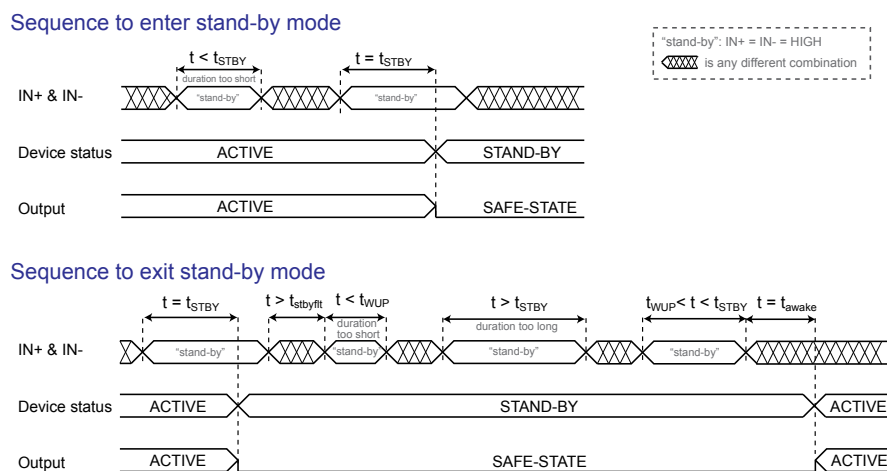 Sequence to enter stand-by mode
"stand-by": IN+ = IN- = HIGH
is any different combination
t < tSTBY
t = tSTBY
duration too short
IN+ & IN-
"stand-by"
"stand-by"
Device status
ACTIVE
STAND-BY
Output
ACTIVE
SAFE-STATE
Sequence to exit stand-by mode
t = tSTBY
t > tstbyflt
t < tWUP
t > tSTBY
tWUP< t < tSTBY
t = tawake
duration
too short
duration too long
IN+ & IN-
"stand-by"
"stand-by"
"stand-by"
"stand-by"
Device status
ACTIVE
STAND-BY
ACTIVE
Output
ACTIVE
SAFE-STATE
ACTIVE